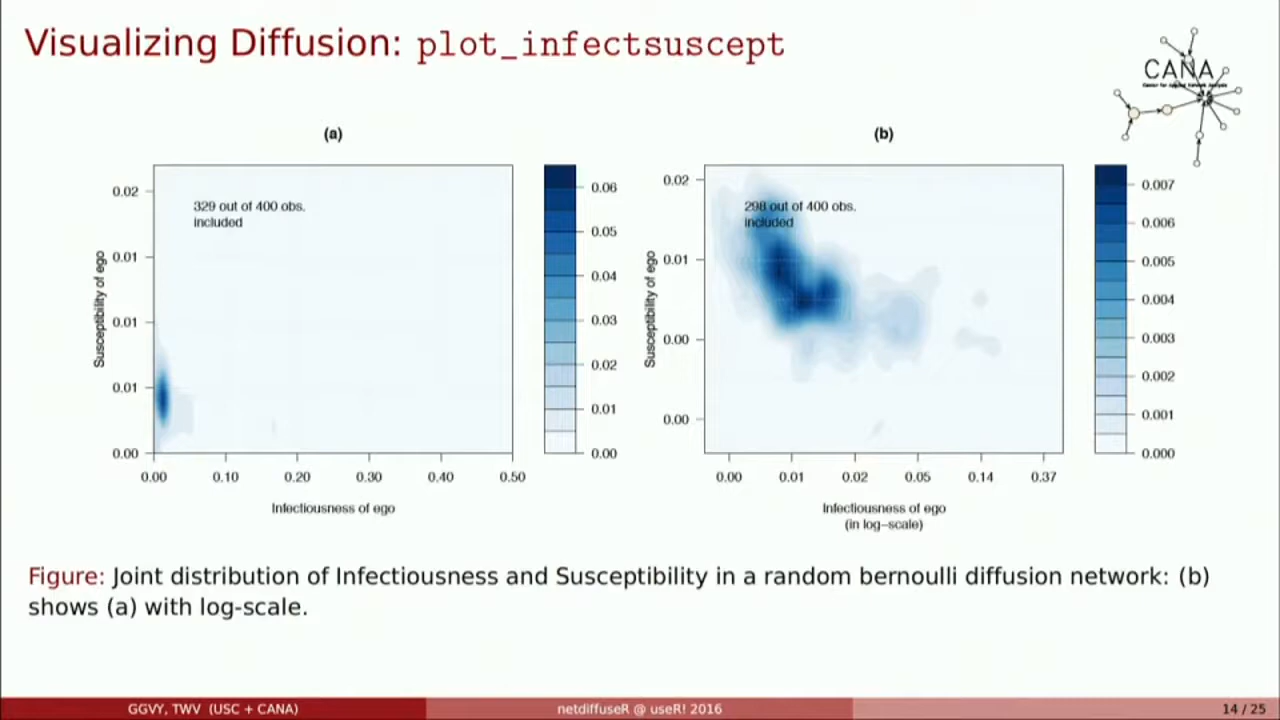 Visualizing Diffusion: plot_infectsuscept
CANA
Center for Applied Network Analysis
(a)
329 out of 400 obs.
included
0.02
0.01
0.01
0.01
0.00
Susceptibility of ego
0.00 0.10 0.20 0.30 0.40 0.50
Infectiousness of ego
0.06
0.05
0.04
0.03
0.02
0.01
0.00
(b)
298 out of 400 obs.
included
0.02
0.01
0.00
0.00
Susceptibility of ego
0.00 0.01 0.02 0.05 0.14 0.37
Infectiousness of ego
(in log−scale)
0.007
0.006
0.005
0.004
0.003
0.002
0.001
0.000
Figure: Joint distribution of Infectiousness and Susceptibility in a random bernoulli diffusion network: (b)
shows (a) with log-scale.
GGVY, TWV (USC + CANA) netdiffuseR @ useR! 2016 14 / 25